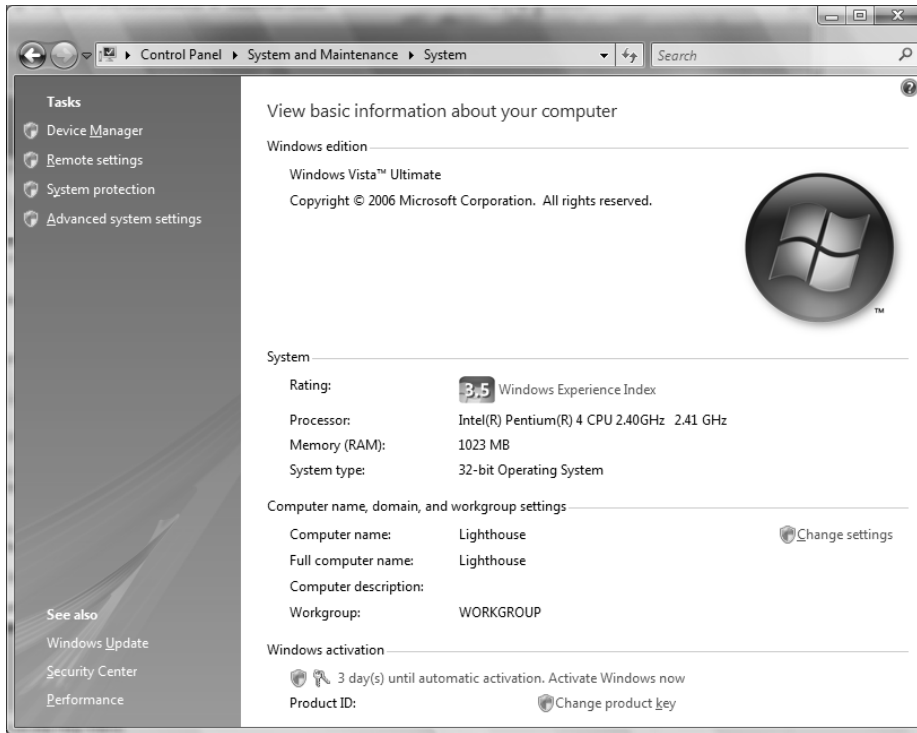 Control Panel ▸ System and Maintenance ▸ System
Search
Tasks
Device Manager
Remote settings
System protection
Advanced system settings
See also
Windows Update
Security Center
Performance
View basic information about your computer
Windows edition
Windows Vista™ Ultimate
Copyright © 2006 Microsoft Corporation. All rights reserved.
TM
System
Rating: 3,5 Windows Experience Index
Processor: Intel(R) Pentium(R) 4 CPU 2.40GHz 2.41 GHz
Memory (RAM): 1023 MB
System type: 32-bit Operating System
Computer name, domain, and workgroup settings
Computer name: Lighthouse Change settings
Full computer name: Lighthouse
Computer description:
Workgroup: WORKGROUP
Windows activation
3 day(s) until automatic activation. Activate Windows now
Product ID: Change product key